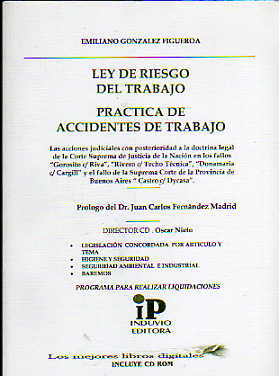 EMILIANO GONZALEZ FIGUEROA
LEY DE RIESGO
DEL TRABAJO
PRACTICA DE
ACCIDENTES DE TRABAJO
Las acciones judiciales con posterioridad a la doctrina legal
de la Corte Suprema de Justicia de la Nación en los fallos
"Gorosito c/ Riva", "Rivero c/ Techo Técnica", "Donamaria
c/ Cargill" y el fallo de la Suprema Corte de la Provincia de
Buenos Aires " Castro c/ Dycasa".
Prologo del Dr. Juan Carlos Fernández Madrid
DIRECTOR CD . Oscar Nieto
• LEGISLACIÓN CONCORDADA POR ARTICULO Y
TEMA
• HIGIENE Y SEGURIDAD
• SEGURIDAD AMBIENTAL E INDUSTRIAL
• BAREMOS
PROGRAMA PARA REALIZAR LIQUIDACIONES
iP
INDUVIO
EDITORA
Los mejores libros digitales
INCLUYE CD ROM